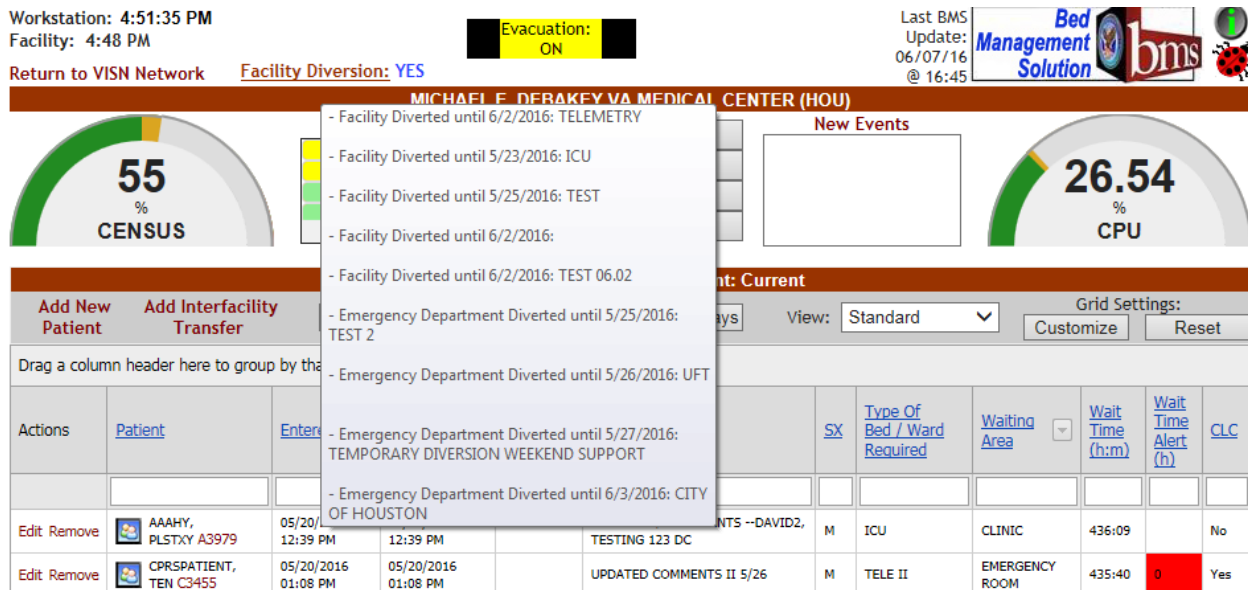 Workstation: 4:51:35 PM
Facility: 4:48 PM
Return to VISN Network
Facility Diversion: YES
Evacuation:
ON
Last BMS
Update:
06/07/16
@ 16:45
Bed
Management
Solution
bms
MICHAEL E. DEBAKEY VA MEDICAL CENTER (HOU)
55
%
CENSUS
- Facility Diverted until 6/2/2016: TELEMETRY
- Facility Diverted until 5/23/2016: ICU
- Facility Diverted until 5/25/2016: TEST
- Facility Diverted until 6/2/2016:
- Facility Diverted until 6/2/2016: TEST 06.02
- Emergency Department Diverted until 5/25/2016:
TEST 2
- Emergency Department Diverted until 5/26/2016: UFT
- Emergency Department Diverted until 5/27/2016:
TEMPORARY DIVERSION WEEKEND SUPPORT
- Emergency Department Diverted until 6/3/2016: CITY
OF HOUSTON
New Events
26.54
%
CPU
nt: Current
Add New
Patient
Add Interfacility
Transfer
ays
View: Standard
Grid Settings:
Customize Reset
Drag a column header here to group by tha
Actions
Patient
Entere
SX
Type Of
Bed / Ward
Required
Waiting
Area
Wait
Time
(h:m)
Wait
Time
Alert
(h)
CLC
Edit Remove
AAAHY,
PLSTXY A3979
05/20/
12:39 PM
12:39 PM
NTS --DAVID2,
TESTING 123 DC
M
ICU
CLINIC
436:09
No
Edit Remove
CPRSPATIENT,
TEN C3455
05/20/2016
01:08 PM
05/20/2016
01:08 PM
UPDATED COMMENTS II 5/26
M
TELE II
EMERGENCY
ROOM
435:40
0
Yes